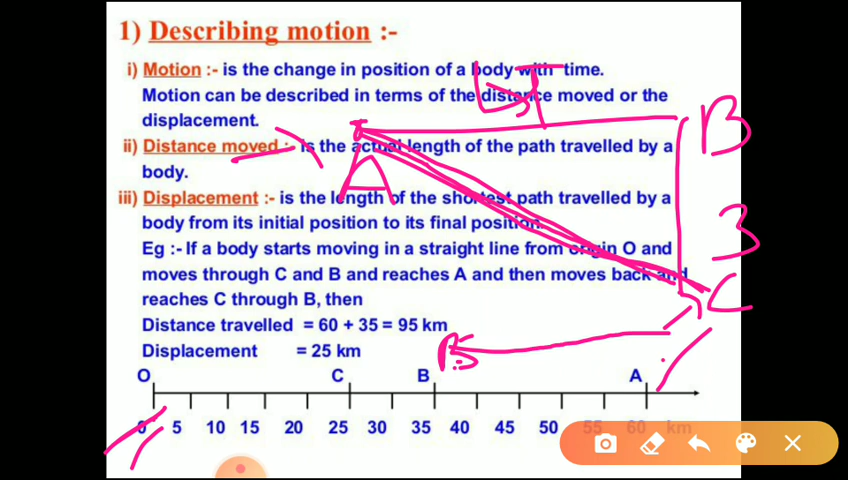 1) Describing motion :-
i) Motion :- is the change in position of a body with time.
Motion can be described in terms of the distance moved or the
displacement.
ii) Distance moved :- is the actual length of the path travelled by a
body.
iii) Displacement :- is the length of the shortest path travelled by a
body from its initial position to its final position.
Eg :- If a body starts moving in a straight line from origin O and
moves through C and B and reaches A and then moves back and
reaches C through B, then
Distance travelled = 60 + 35 = 95 km
Displacement = 25 km
O C B A
0 5 10 15 20 25 30 35 40 45 50 55 60 km
A
B
3
C